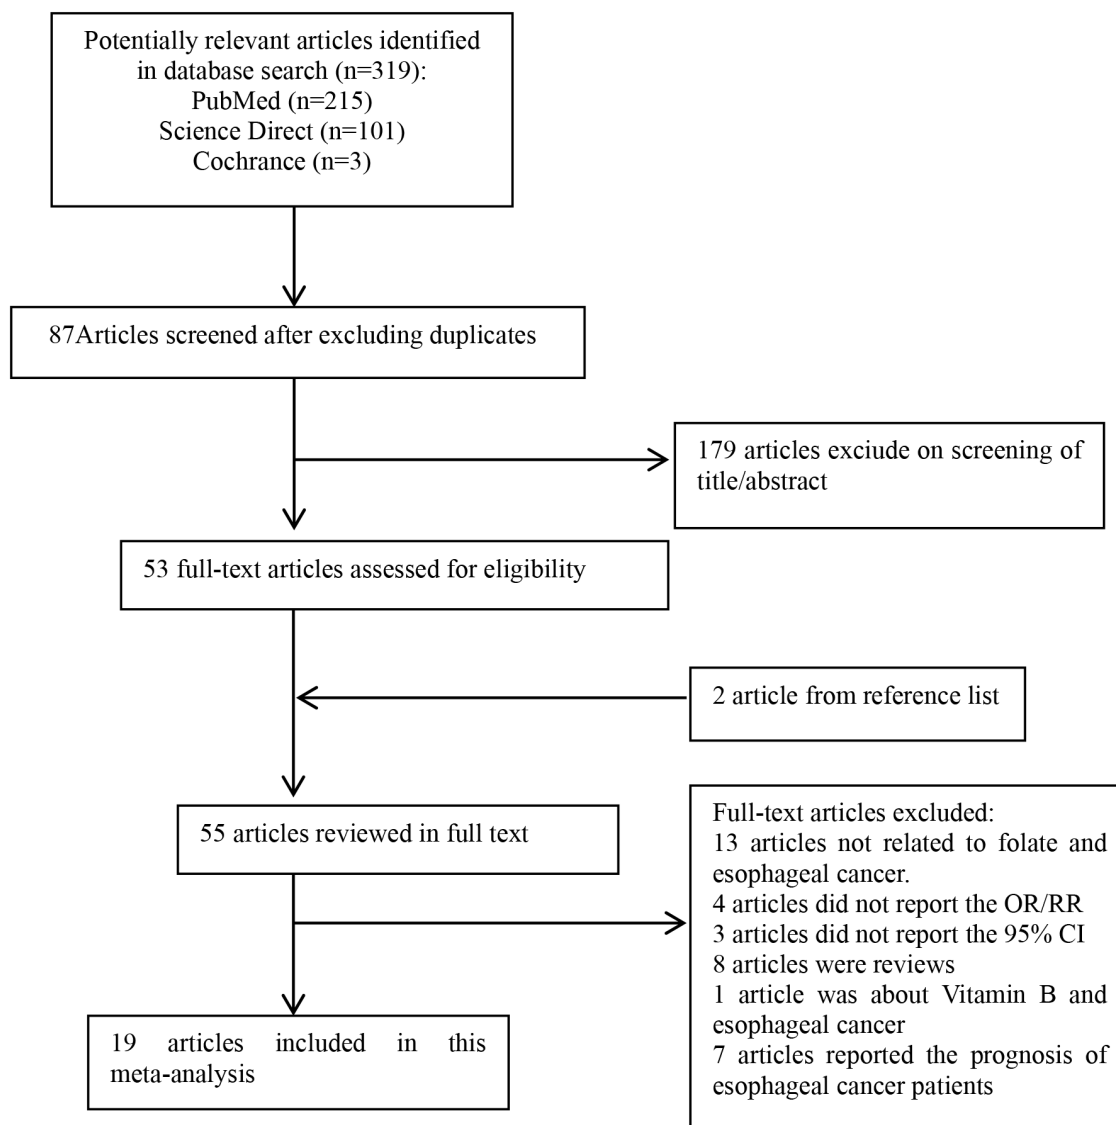 Potentially relevant articles identified
in database search (n=319):
PubMed (n=215)
Science Direct (n=101)
Cochrance (n=3)
87Articles screened after excluding duplicates
179 articles exciude on screening of
title/abstract
53 full-text articles assessed for eligibility
2 article from reference list
55 articles reviewed in full text
Full-text articles excluded:
13 articles not related to folate and
esophageal cancer.
4 articles did not report the OR/RR
3 articles did not report the 95% CI
8 articles were reviews
1 article was about Vitamin B and
esophageal cancer
7 articles reported the prognosis of
esophageal cancer patients
19 articles included in this
meta-analysis